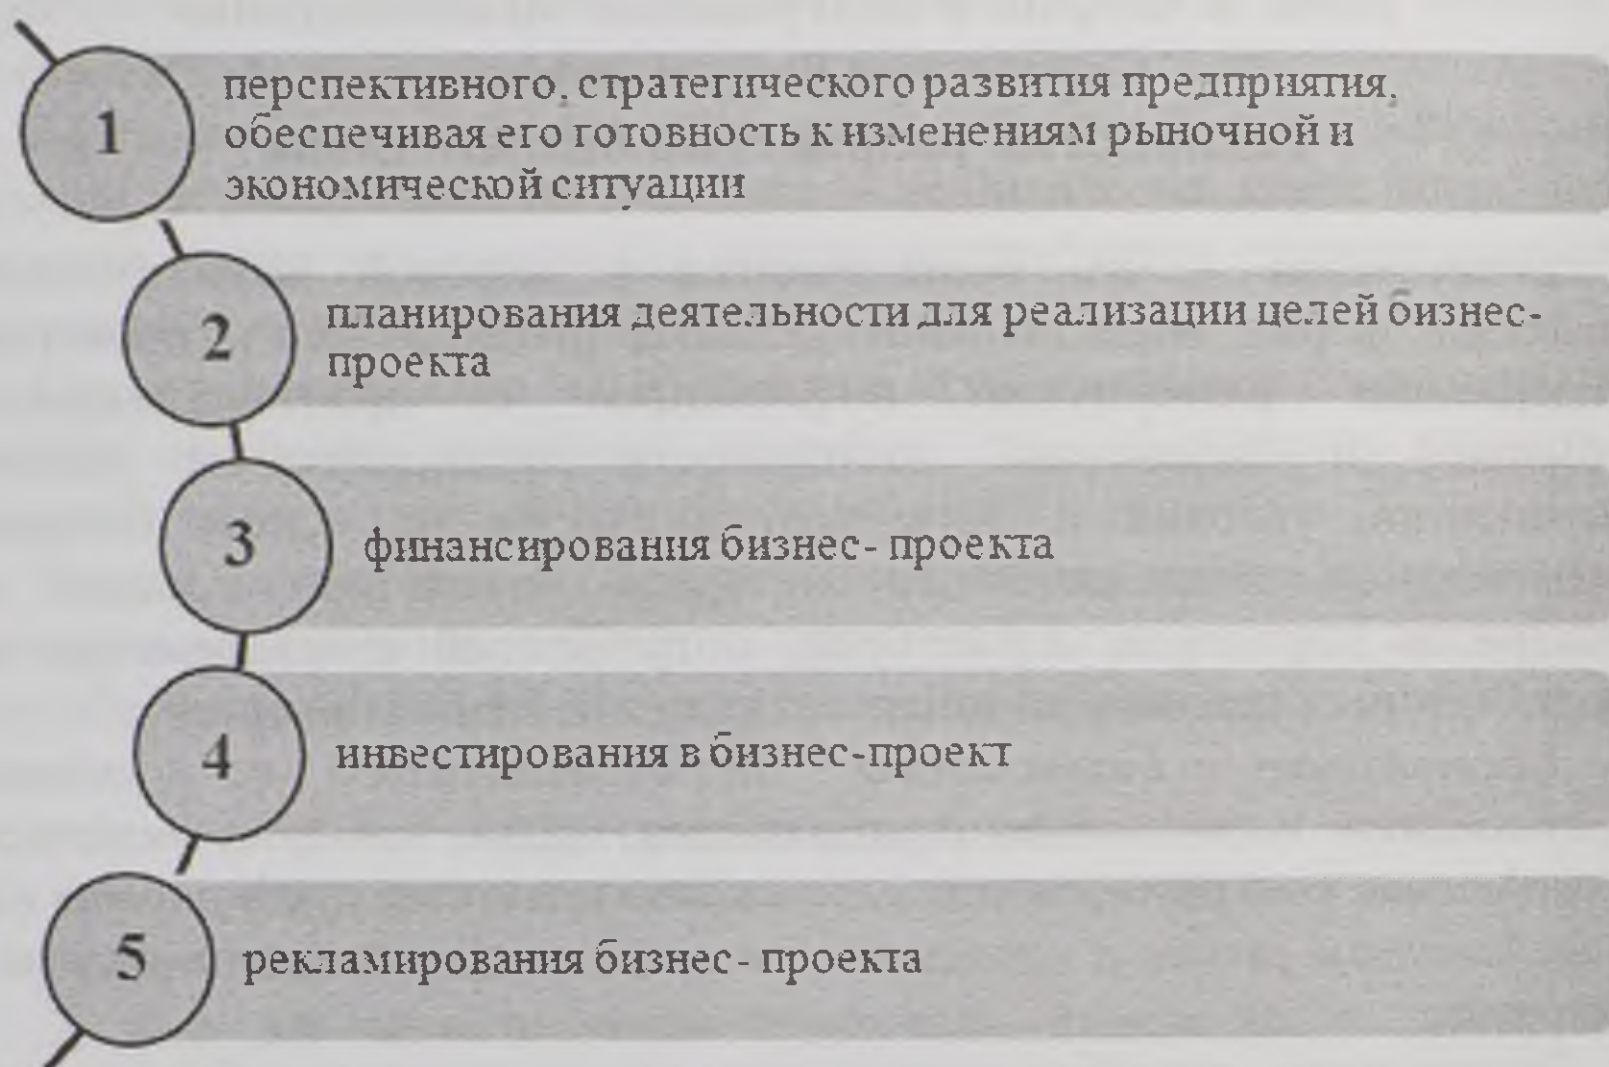 1
перспективного, стратегического развития предприятия,
обеспечивая его готовность к изменениям рыночной и
экономической ситуации
2
планирования деятельности для реализации целей бизнес-
проекта
3
финансирования бизнес- проекта
4
инвестирования в бизнес-проект
5
рекламирования бизнес- проекта